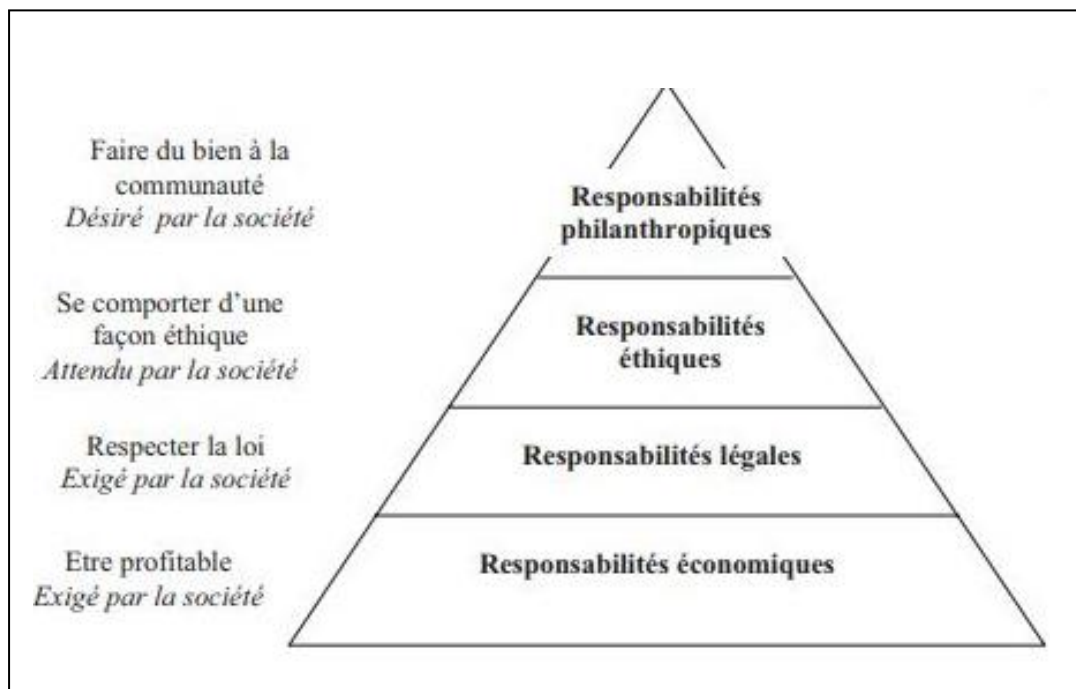 Faire du bien à la
communauté
Désiré par la société
Responsabilités
philanthropiques
Se comporter d'une
façon éthique
Attendu par la société
Responsabilités
éthiques
Respecter la loi
Exigé par la société
Responsabilités légales
Etre profitable
Exigé par la société
Responsabilités économiques